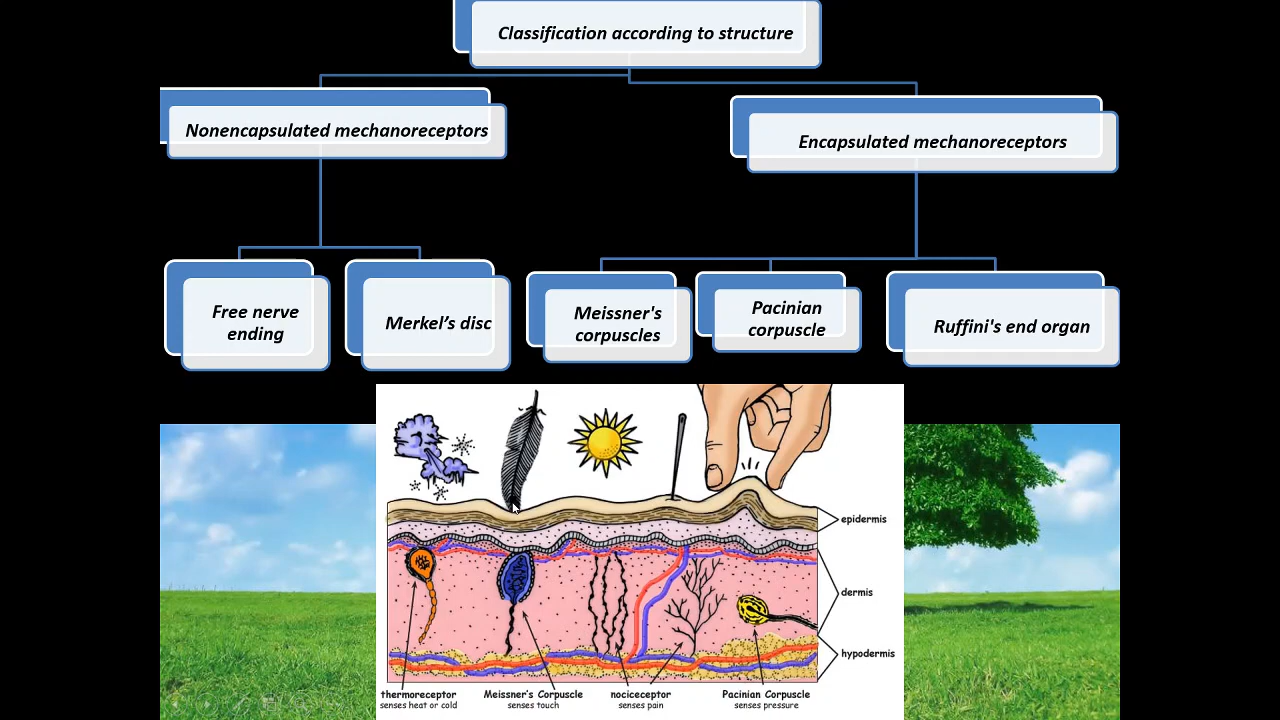 Classification according to structure
Nonencapsulated mechanoreceptors
Encapsulated mechanoreceptors
Free nerve
ending
Merkel’s disc
Meissner's
corpuscles
Pacinian
corpuscle
Ruffini's end organ
epidermis
dermis
hypodermis
thermoreceptor
senses heat or cold
Meissner's Corpuscle
senses touch
nociceptor
senses pain
Pacinian Corpuscle
senses pressure